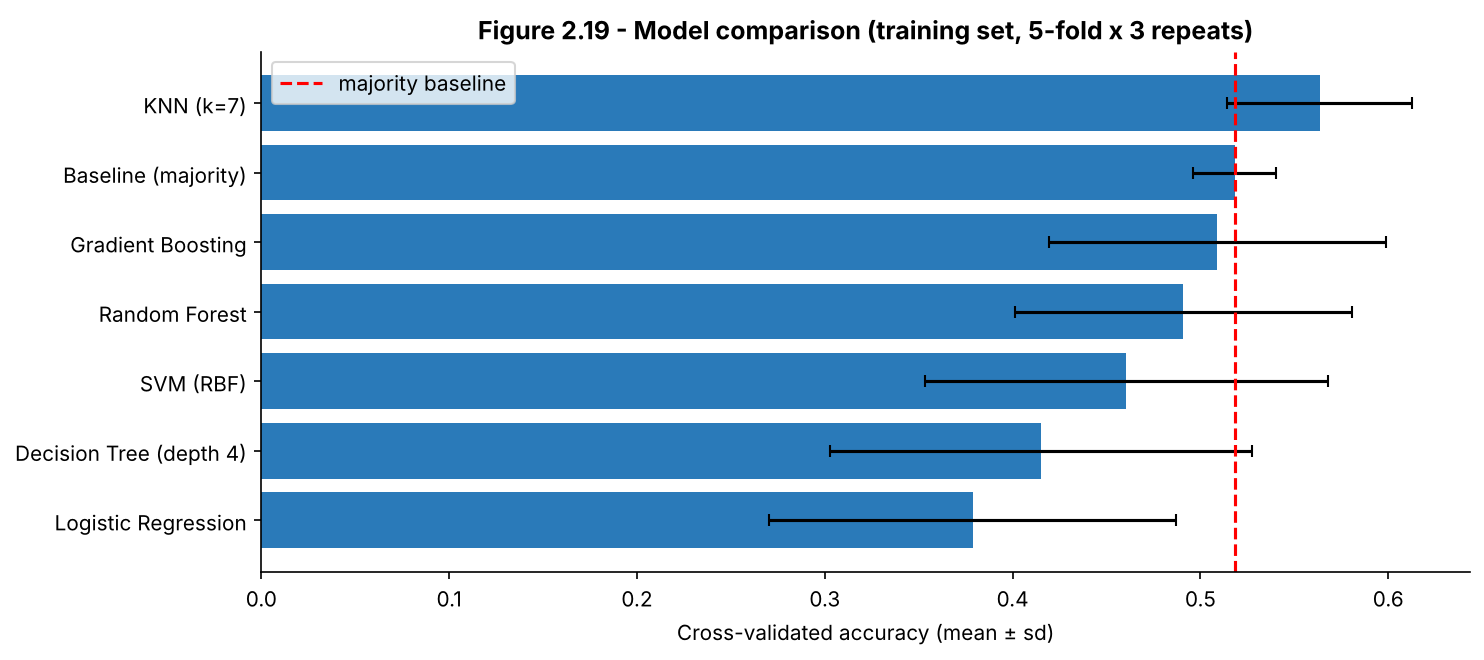 Figure 2.19 - Model comparison (training set, 5-fold x 3 repeats)
majority baseline
KNN (k=7)
Baseline (majority)
Gradient Boosting
Random Forest
SVM (RBF)
Decision Tree (depth 4)
Logistic Regression
0.0 0.1 0.2 0.3 0.4 0.5 0.6
Cross-validated accuracy (mean ± sd)